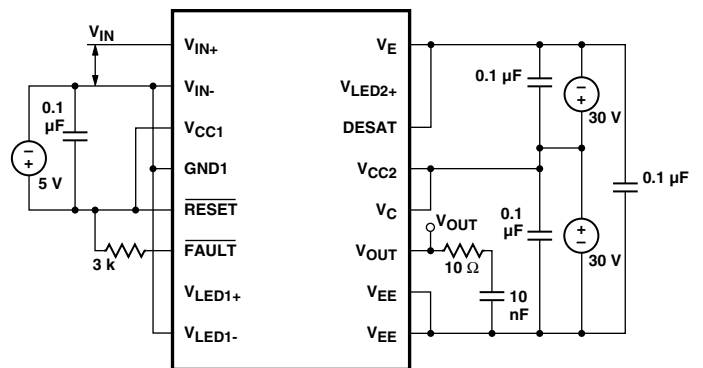 VIN
VIN+
VIN-
VCC1
GND1
RESET
FAULT
VLED1+
VLED1-
VE
VLED2+
DESAT
VCC2
VC
VOUT
VEE
VEE
0.1
µF
–
+
5 V
3 k
0.1 µF
–
+
30 V
0.1 µF
VOUT
0.1
µF
+
–
30 V
10 Ω
10
nF